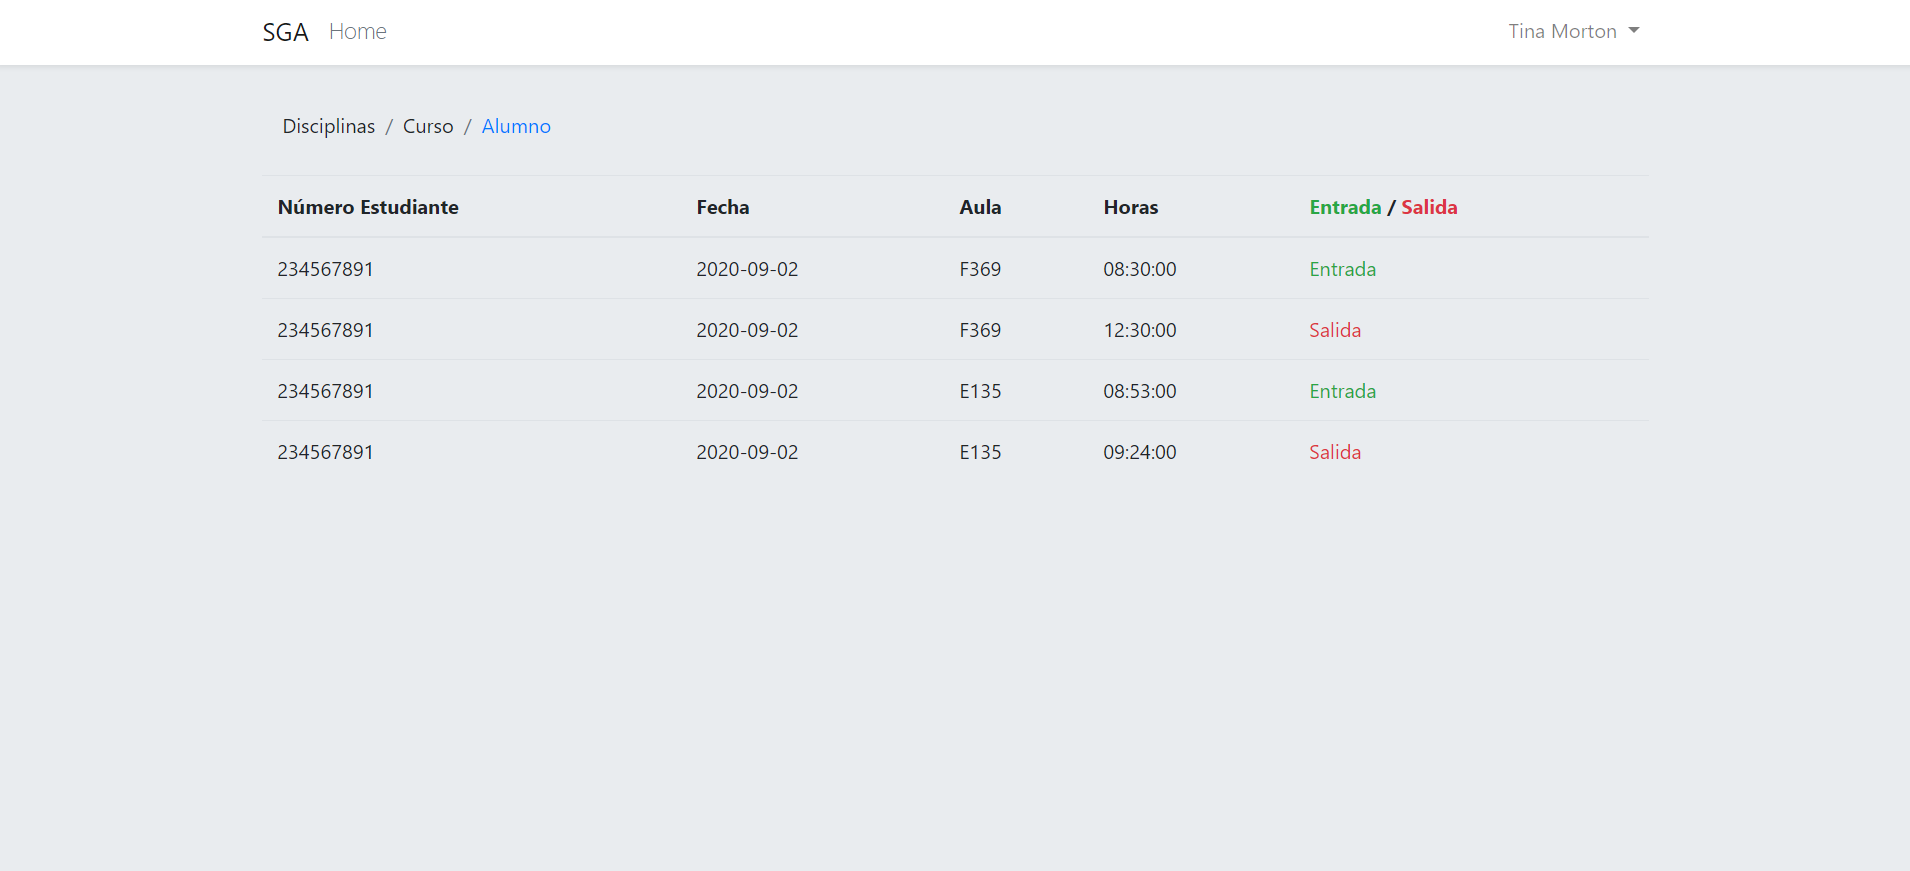 SGA Home Tina Morton
Disciplinas / Curso / Alumno
Número Estudiante Fecha Aula Horas Entrada / Salida
234567891 2020-09-02 F369 08:30:00 Entrada
234567891 2020-09-02 F369 12:30:00 Salida
234567891 2020-09-02 E135 08:53:00 Entrada
234567891 2020-09-02 E135 09:24:00 Salida